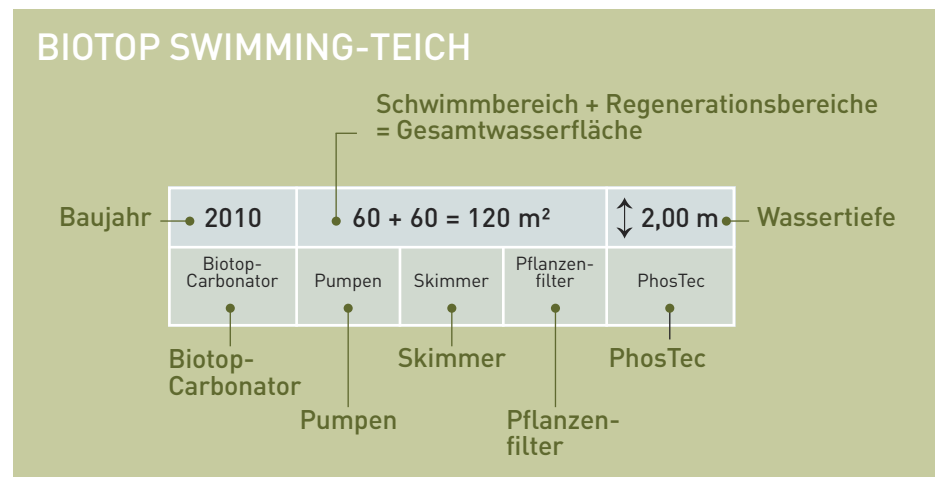 BIOTOP SWIMMING-TEICH
Schwimmbereich + Regenerationsbereiche
= Gesamtwasserfläche
Baujahr
2010
60 + 60 = 120 m²
↕ 2,00 m
Wassertiefe
Biotop-
Carbonator
Pumpen
Skimmer
Pflanzen-
filter
PhosTec
Biotop-
Carbonator
Skimmer
PhosTec
Pumpen
Pflanzen-
filter